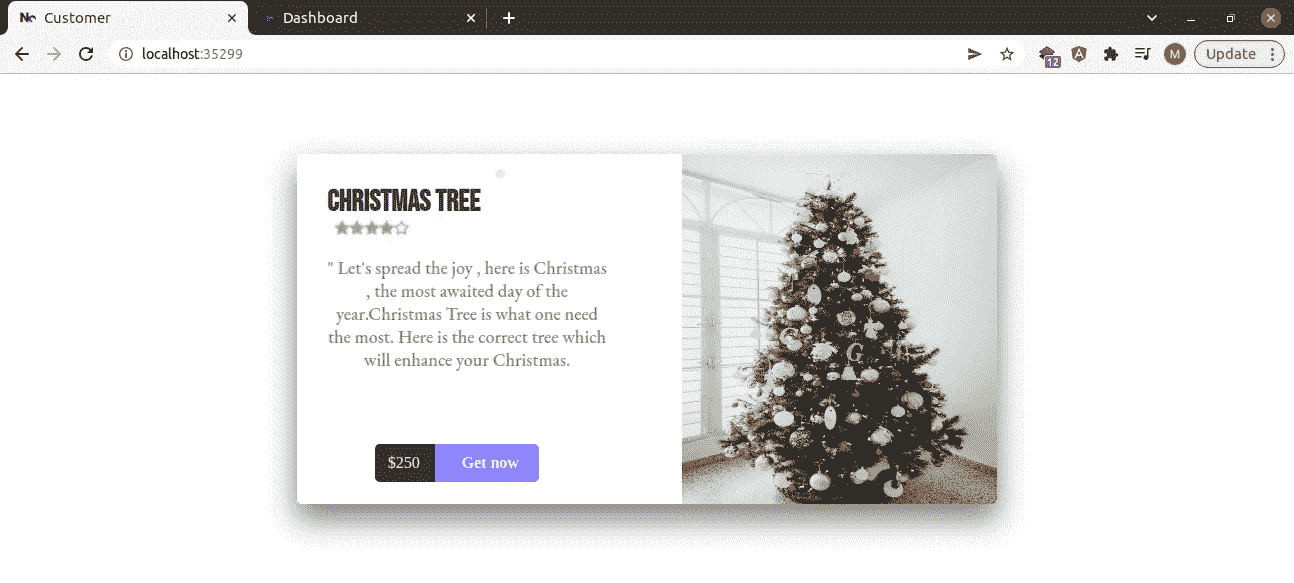 Customer
Dashboard
localhost:35299
12
M
Update
CHRISTMAS TREE
" Let's spread the joy , here is Christmas
, the most awaited day of the
year.Christmas Tree is what one need
the most. Here is the correct tree which
will enhance your Christmas.
G
$250
Get now